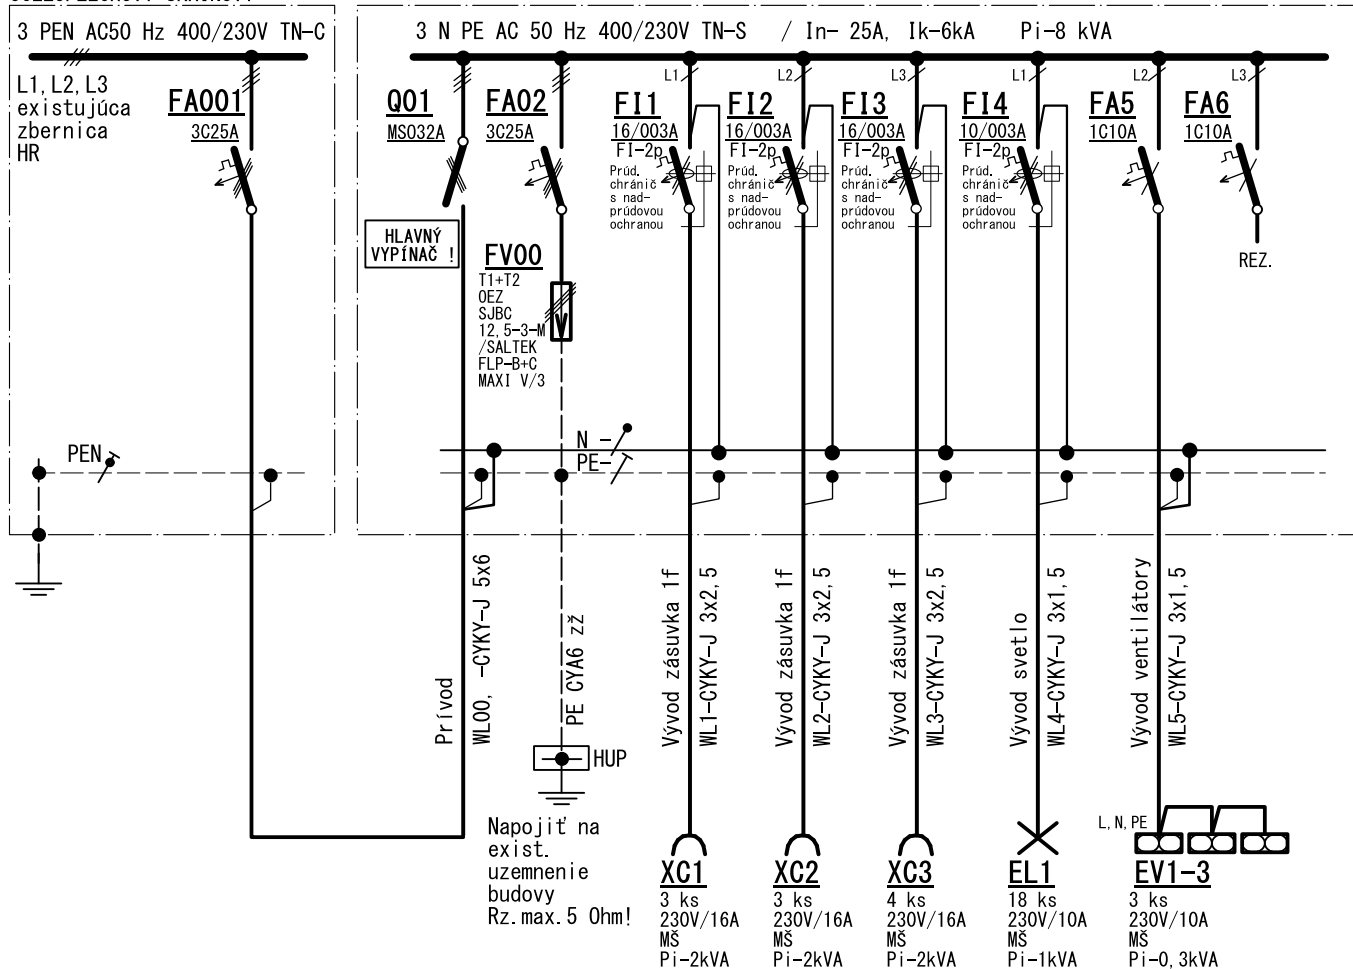 3 PEN AC50 Hz 400/230V TN-C
L1, L2, L3
existujúca
zbernica
HR
FA001
3C25A
PEN
3 N PE AC 50 Hz 400/230V TN-S / In- 25A, Ik-6kA Pi-8 kVA
Q01
MSO32A
HLAVNÝ
VYPÍNAČ !
FA02
3C25A
FV00
T1+T2
OEZ
SJBC
12,5-3-M
/SALTEK
FLP-B+C
MAXI V/3
L1
FI1
16/003A
FI-2p
Prúd.
chránič
s nad-
prúdovou
ochranou
L2
FI2
16/003A
FI-2p
Prúd.
chránič
s nad-
prúdovou
ochranou
L3
FI3
16/003A
FI-2p
Prúd.
chránič
s nad-
prúdovou
ochranou
L1
FI4
10/003A
FI-2p
Prúd.
chránič
s nad-
prúdovou
ochranou
L2
FA5
1C10A
L3
FA6
1C10A
REZ.
N -
PE-
Prívod
WL00, -CYKY-J 5x6
PE CYA6 zž
HUP
Napojiť na
exist.
uzemnenie
budovy
Rz.max.5 Ohm!
Vývod zásuvka 1f
WL1-CYKY-J 3x2,5
Vývod zásuvka 1f
WL2-CYKY-J 3x2,5
Vývod zásuvka 1f
WL3-CYKY-J 3x2,5
Vývod svetlo
WL4-CYKY-J 3x1,5
Vývod ventilátory
WL5-CYKY-J 3x1,5
L,N,PE
XC1
3 ks
230V/16A
MŠ
Pi-2kVA
XC2
3 ks
230V/16A
MŠ
Pi-2kVA
XC3
4 ks
230V/16A
MŠ
Pi-2kVA
EL1
18 ks
230V/10A
MŠ
Pi-1kVA
EV1-3
3 ks
230V/10A
MŠ
Pi-0,3kVA